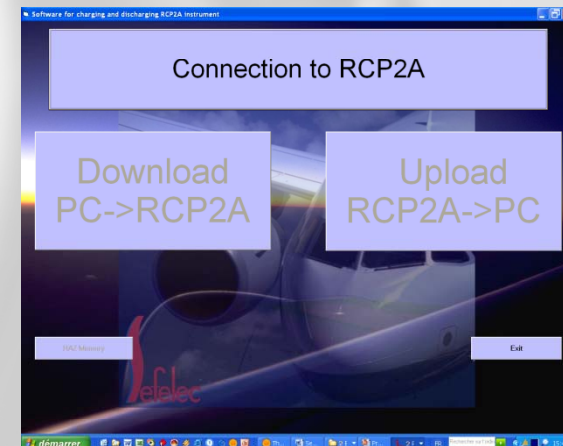 Software for charging and discharging RCP2A instrument
Connection to RCP2A
Download
PC->RCP2A
Upload
RCP2A->PC
RAZ Memory
Exit
Sefelec
démarrer
FR